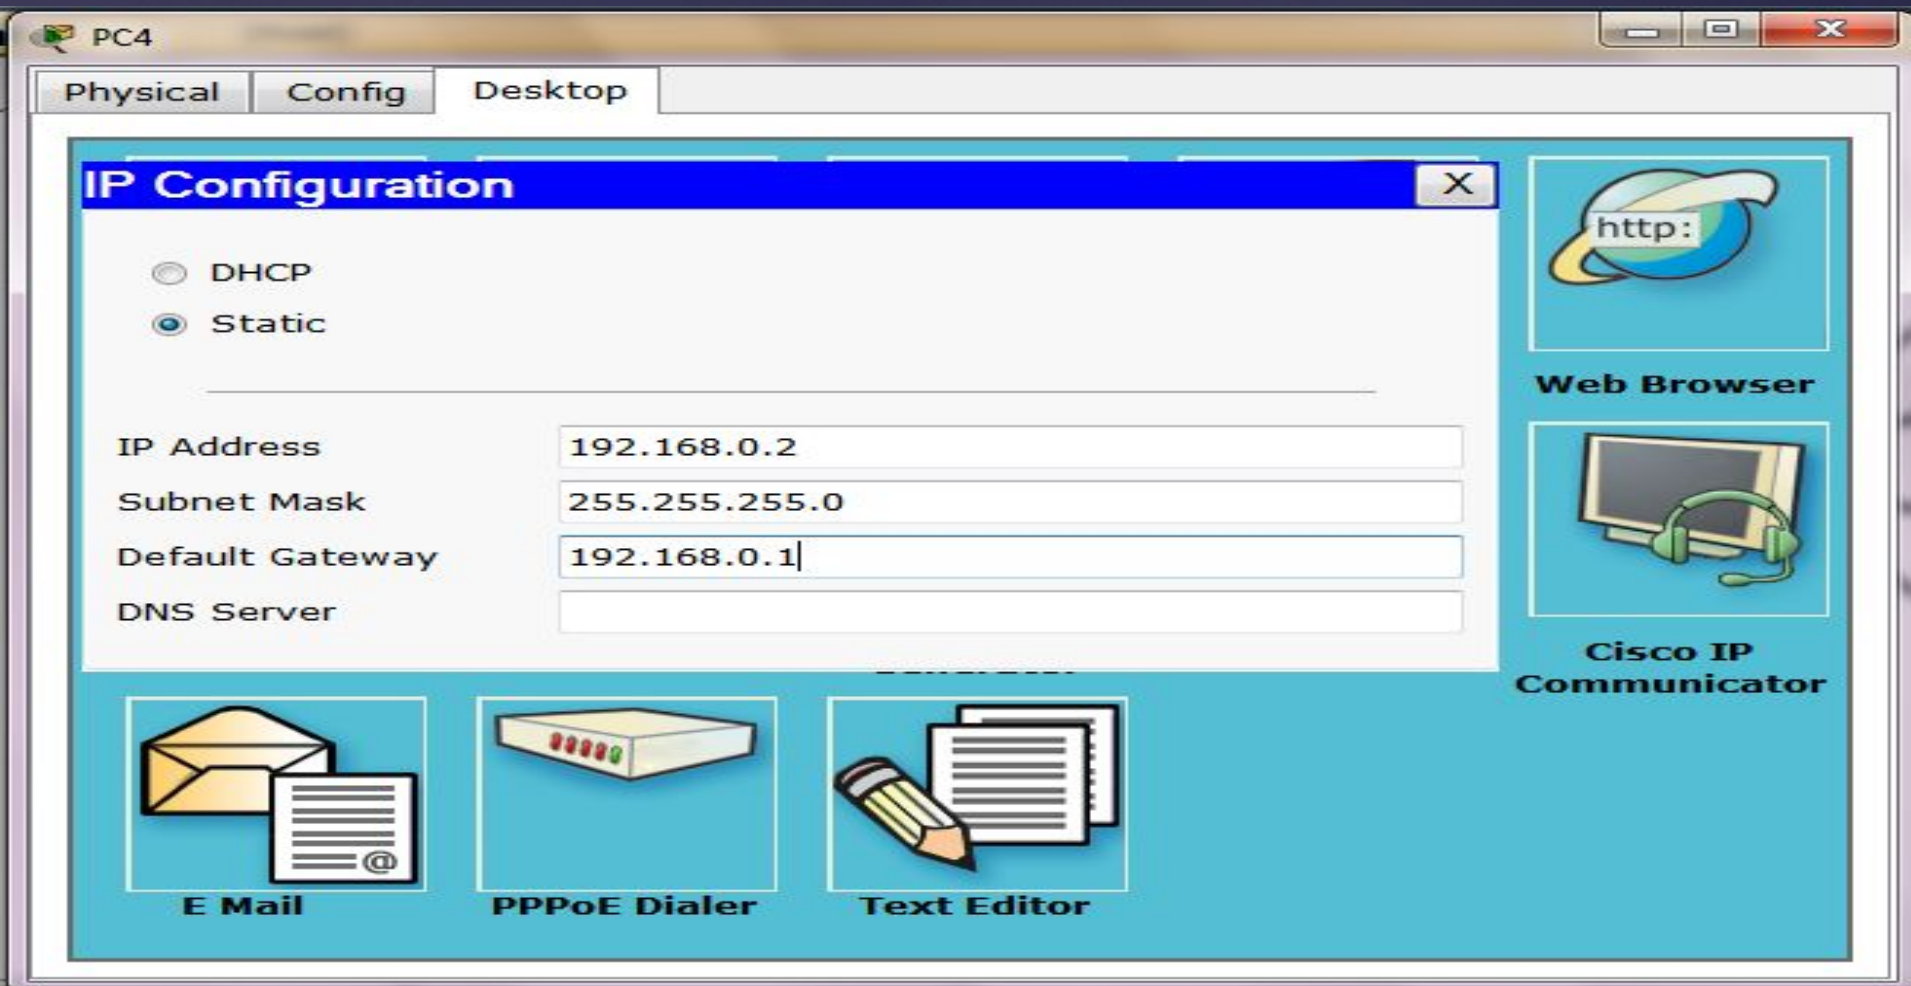 PC4
Physical Config Desktop
IP Configuration X
http:
DHCP
Static
Web Browser
IP Address 192.168.0.2
Subnet Mask 255.255.255.0
Default Gateway 192.168.0.1
DNS Server
Cisco IP
Communicator
@
E Mail PPPoE Dialer Text Editor